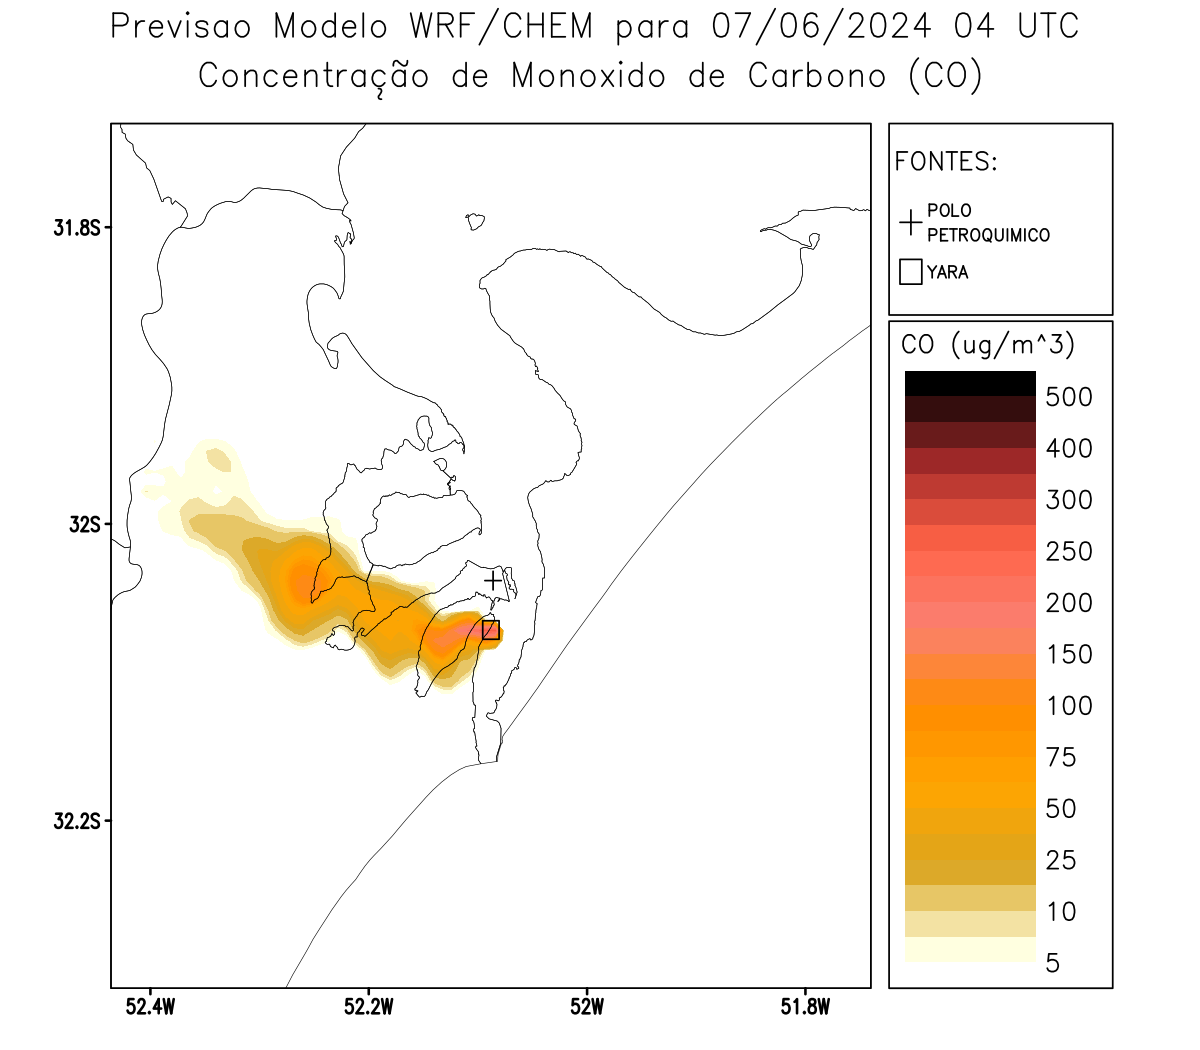 Previsao Modelo WRF/CHEM para 07/06/2024 04 UTC
Concentração de Monoxido de Carbono (CO)
FONTES:
POLO
PETROQUIMICO
YARA
CO (ug/m^3)
500
400
300
250
200
150
100
75
50
25
10
5
31.8S
32S
32.2S
52.4W
52.2W
52W
51.8W